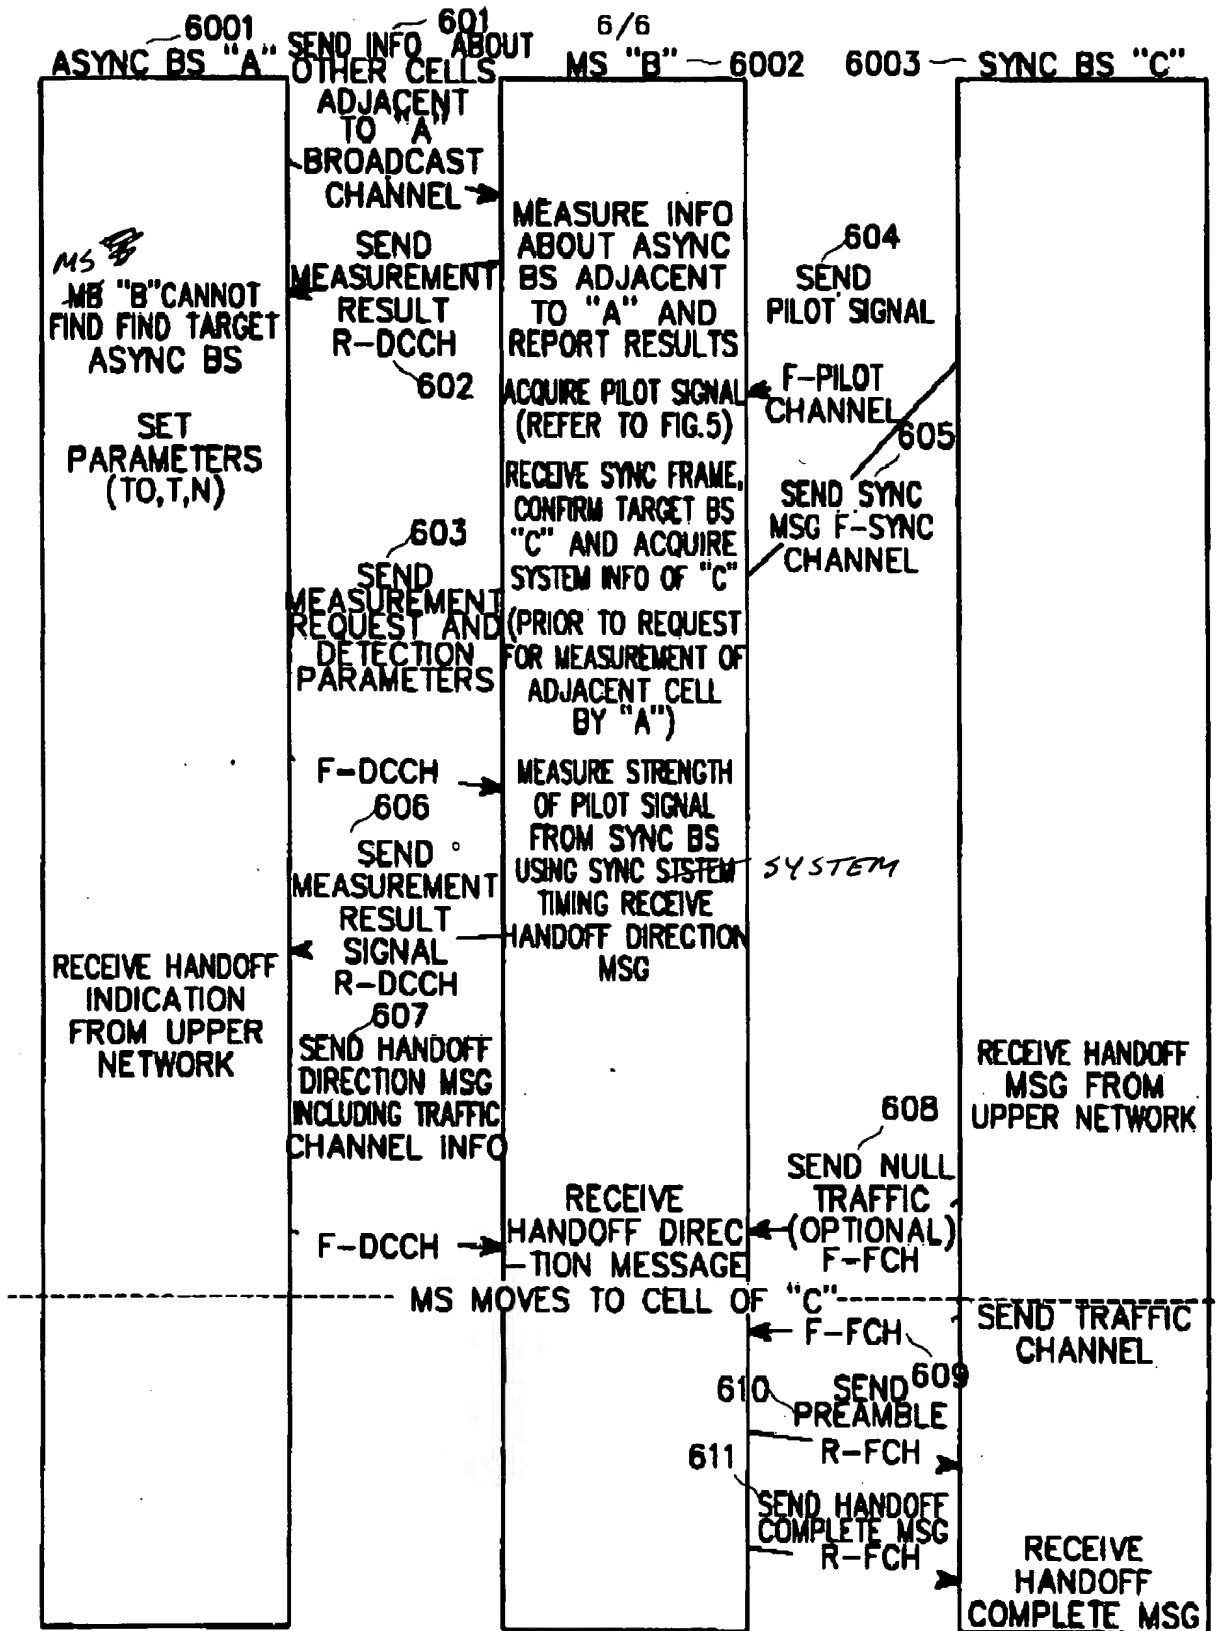 6/6
6001
ASYNC BS "A"
601
SEND INFO ABOUT
OTHER CELLS
ADJACENT
TO "A"
BROADCAST
CHANNEL
MS "B" 6002
6003 SYNC BS "C"
MEASURE INFO
ABOUT ASYNC
BS ADJACENT
TO "A" AND
REPORT RESULTS
SEND
MEASUREMENT
RESULT
R-DCCH
602
MS
MB "B" CANNOT
FIND FIND TARGET
ASYNC BS
SET
PARAMETERS
(TO,T,N)
604
SEND
PILOT SIGNAL
F-PILOT
CHANNEL
ACQUIRE PILOT SIGNAL
(REFER TO FIG.5)
605
SEND SYNC
MSG F-SYNC
CHANNEL
RECEIVE SYNC FRAME,
CONFIRM TARGET BS
"C" AND ACQUIRE
SYSTEM INFO OF "C"
(PRIOR TO REQUEST
FOR MEASUREMENT OF
ADJACENT CELL
BY "A")
603
SEND
MEASUREMENT
REQUEST AND
DETECTION
PARAMETERS
F-DCCH
MEASURE STRENGTH
OF PILOT SIGNAL
FROM SYNC BS
USING SYNC SISTEM
SYSTEM
TIMING RECEIVE
HANDOFF DIRECTION
MSG
606
SEND
MEASUREMENT
RESULT
SIGNAL
R-DCCH
RECEIVE HANDOFF
INDICATION
FROM UPPER
NETWORK
607
SEND HANDOFF
DIRECTION MSG
INCLUDING TRAFFIC
CHANNEL INFO
F-DCCH
RECEIVE HANDOFF
MSG FROM
UPPER NETWORK
608
SEND NULL
TRAFFIC
(OPTIONAL)
F-FCH
RECEIVE
HANDOFF DIREC
-TION MESSAGE
MS MOVES TO CELL OF "C"
SEND TRAFFIC
CHANNEL
F-FCH
609
610
SEND
PREAMBLE
R-FCH
611
SEND HANDOFF
COMPLETE MSG
R-FCH
RECEIVE
HANDOFF
COMPLETE MSG